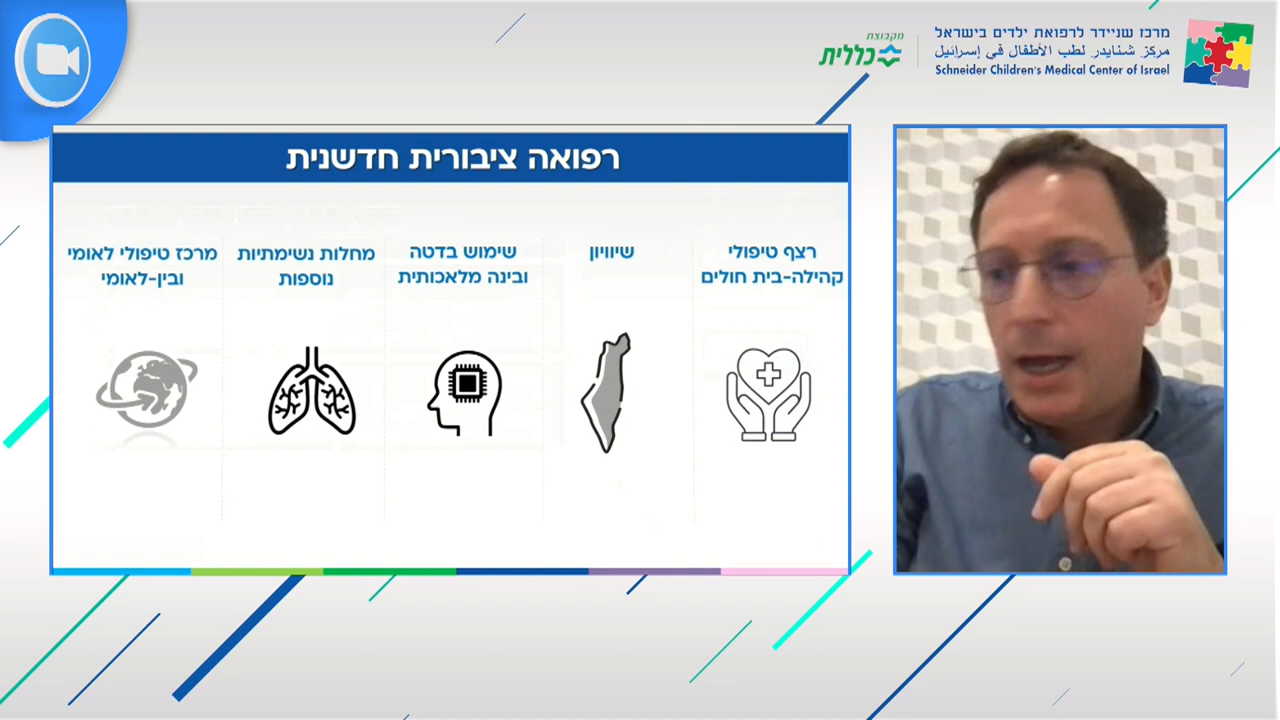 מקבוצת
כללית
מרכז שניידר לרפואת ילדים בישראל
مركز شنايدر لطب الأطفال في إسرائيل
Schneider Children's Medical Center of Israel
רפואה ציבורית חדשנית
רצף טיפולי
קהילה-בית חולים
שיוויון
שימוש בדטה
ובינה מלאכותית
מחלות נשימתיות
נוספות
מרכז טיפולי לאומי
ובין-לאומי